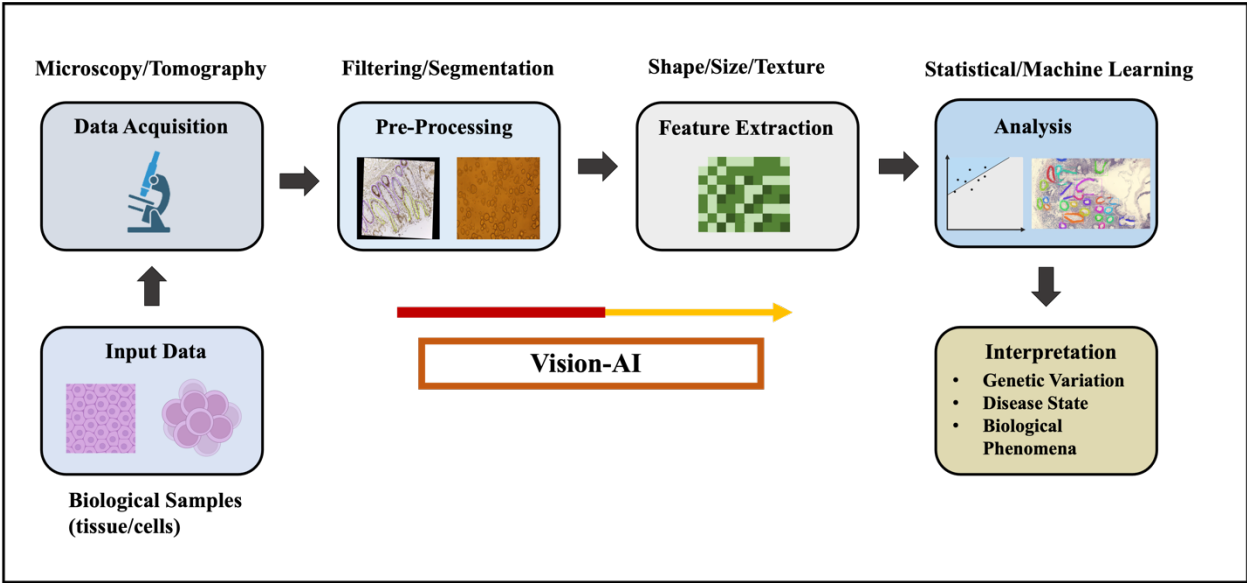 Microscopy/Tomography
Data Acquisition
Filtering/Segmentation
Pre-Processing
Shape/Size/Texture
Feature Extraction
Statistical/Machine Learning
Analysis
Input Data
Biological Samples
(tissue/cells)
Vision-AI
Interpretation
• Genetic Variation
• Disease State
• Biological
Phenomena